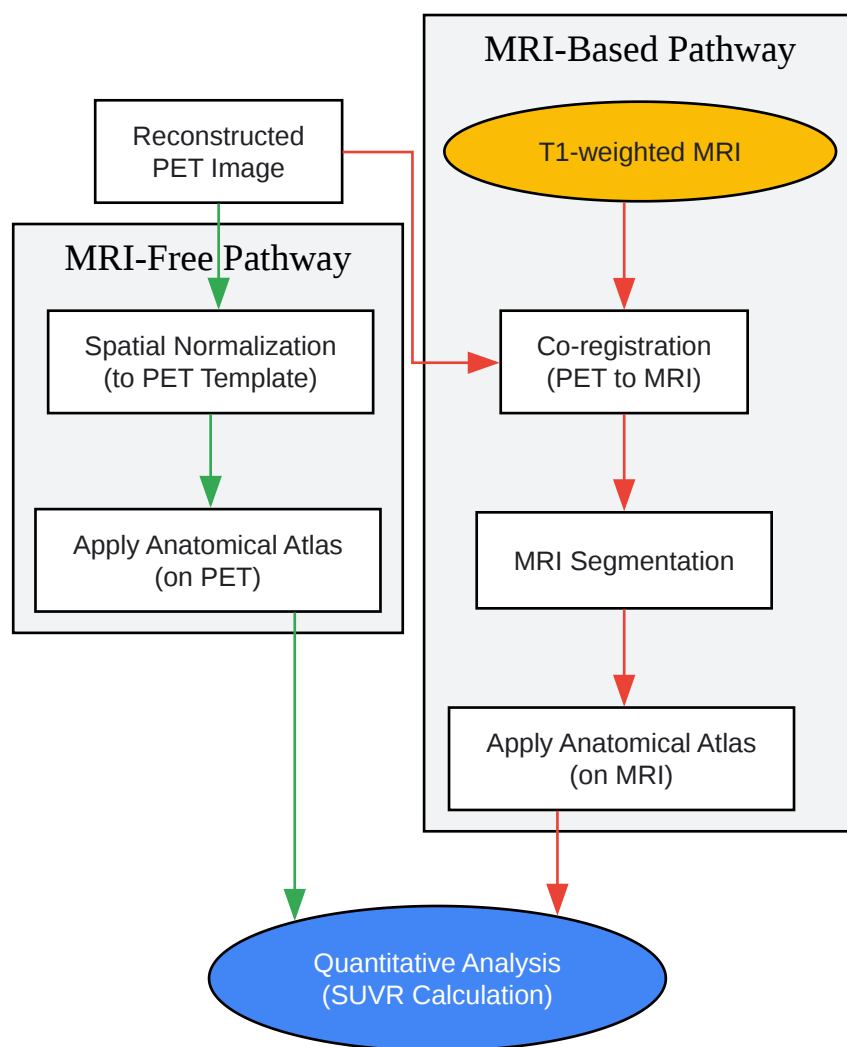 MRI-Based Pathway
Reconstructed
PET Image
T1-weighted MRI
MRI-Free Pathway
Spatial Normalization
(to PET Template)
Co-registration
(PET to MRI)
Apply Anatomical Atlas
(on PET)
MRI Segmentation
Apply Anatomical Atlas
(on MRI)
Quantitative Analysis
(SUVR Calculation)